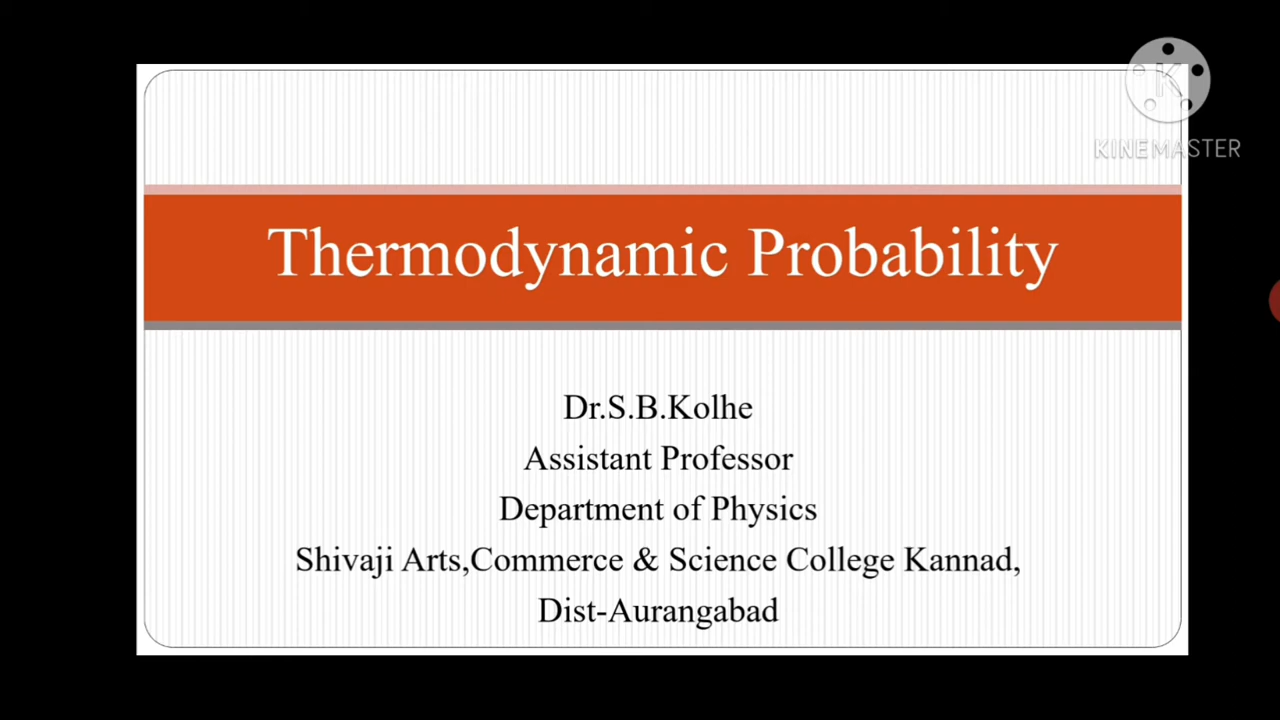 KINEMASTER
Thermodynamic Probability
Dr.S.B.Kolhe
Assistant Professor
Department of Physics
Shivaji Arts,Commerce & Science College Kannad,
Dist-Aurangabad